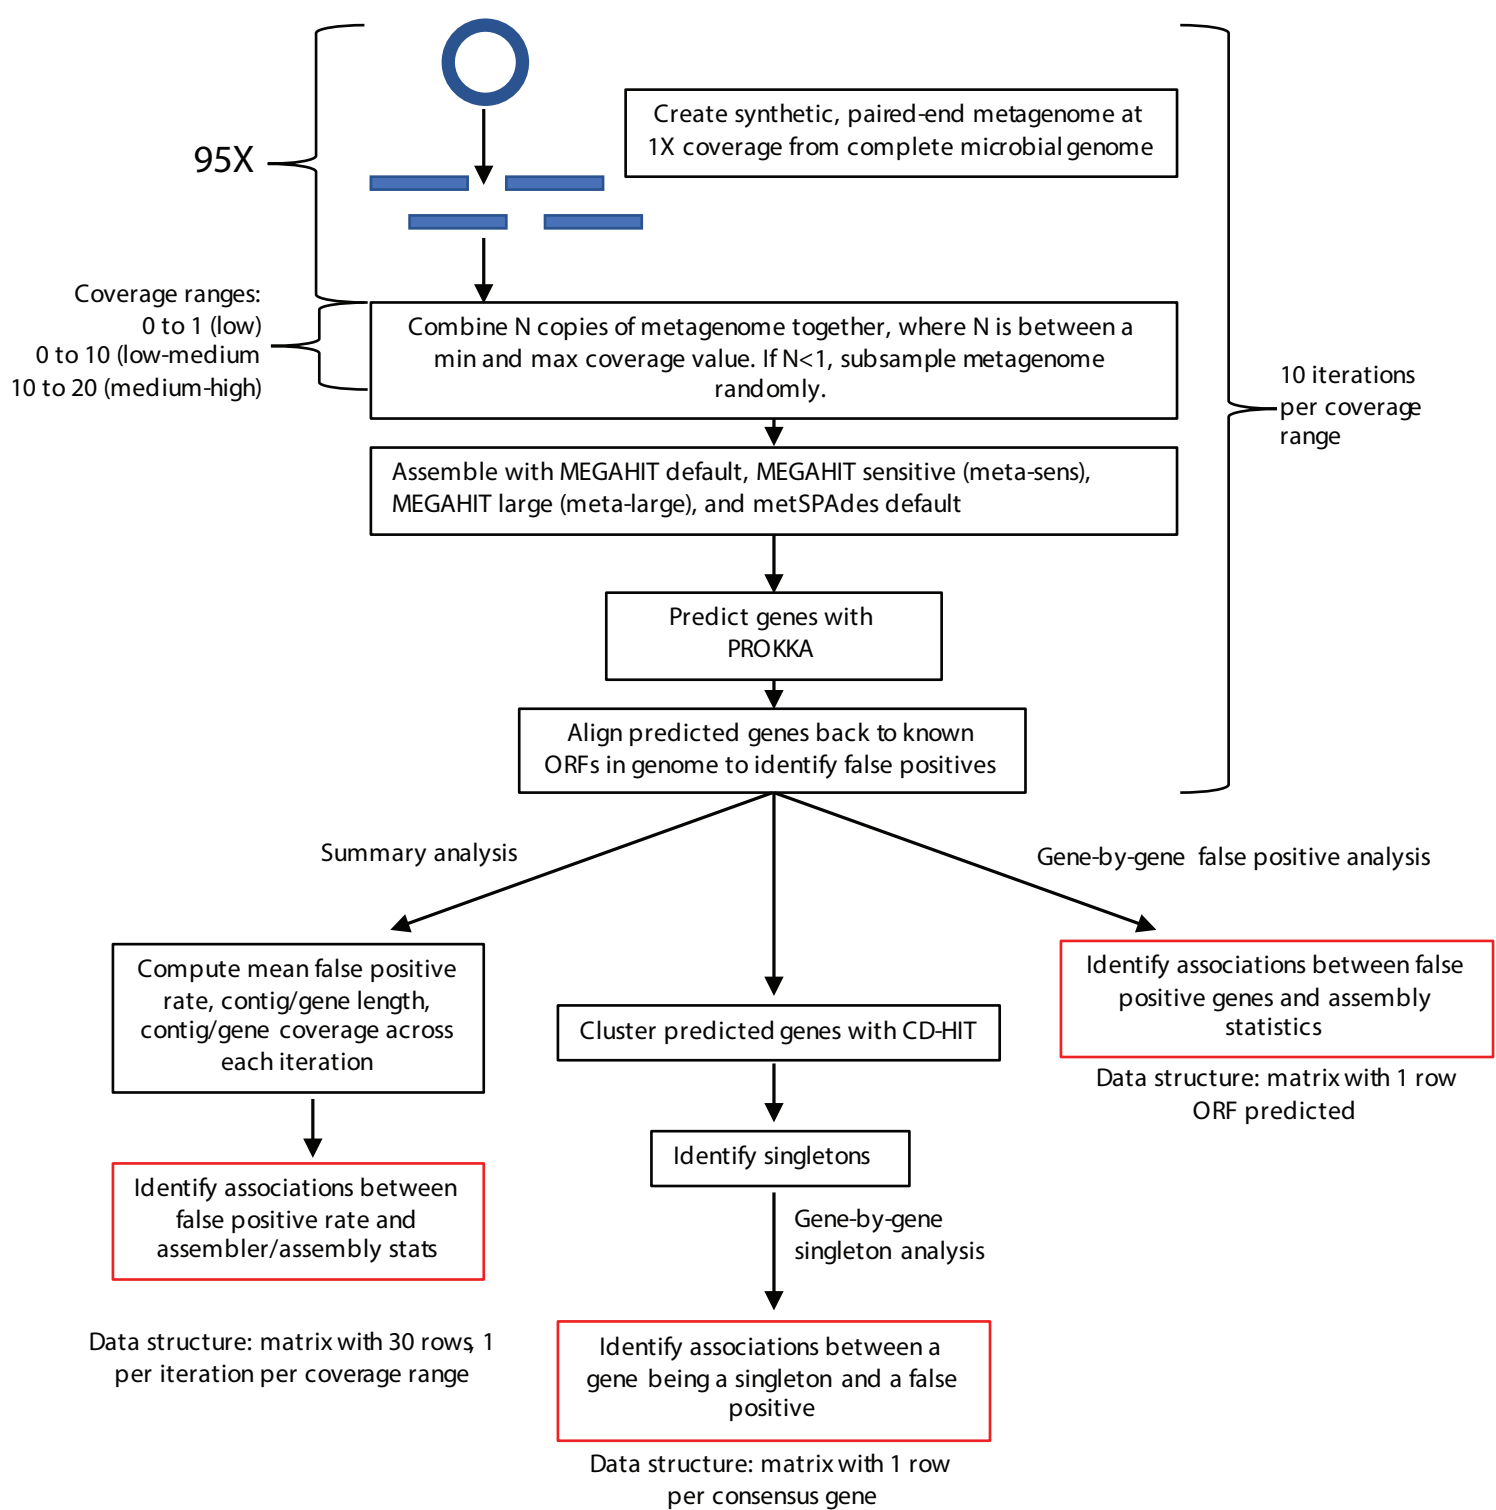 95X
Create synthetic, paired-end metagenome at
1X coverage from complete microbial genome
Coverage ranges:
0 to 1 (low)
0 to 10 (low-medium
10 to 20 (medium-high)
Combine N copies of metagenome together, where N is between a
min and max coverage value. If N<1, subsample metagenome
randomly.
10 iterations
per coverage
range
Assemble with MEGAHIT default, MEGAHIT sensitive (meta-sens),
MEGAHIT large (meta-large), and metSPAdes default
Predict genes with
PROKKA
Align predicted genes back to known
ORFs in genome to identify false positives
Summary analysis
Gene-by-gene false positive analysis
Compute mean false positive
rate, contig/gene length,
contig/gene coverage across
each iteration
Identify associations between
false positive rate and
assembler/assembly stats
Data structure: matrix with 30 rows, 1
per iteration per coverage range
Cluster predicted genes with CD-HIT
Identify singletons
Gene-by-gene
singleton analysis
Identify associations between a
gene being a singleton and a false
positive
Data structure: matrix with 1 row
per consensus gene
Identify associations between false
positive genes and assembly
statistics
Data structure: matrix with 1 row
ORF predicted